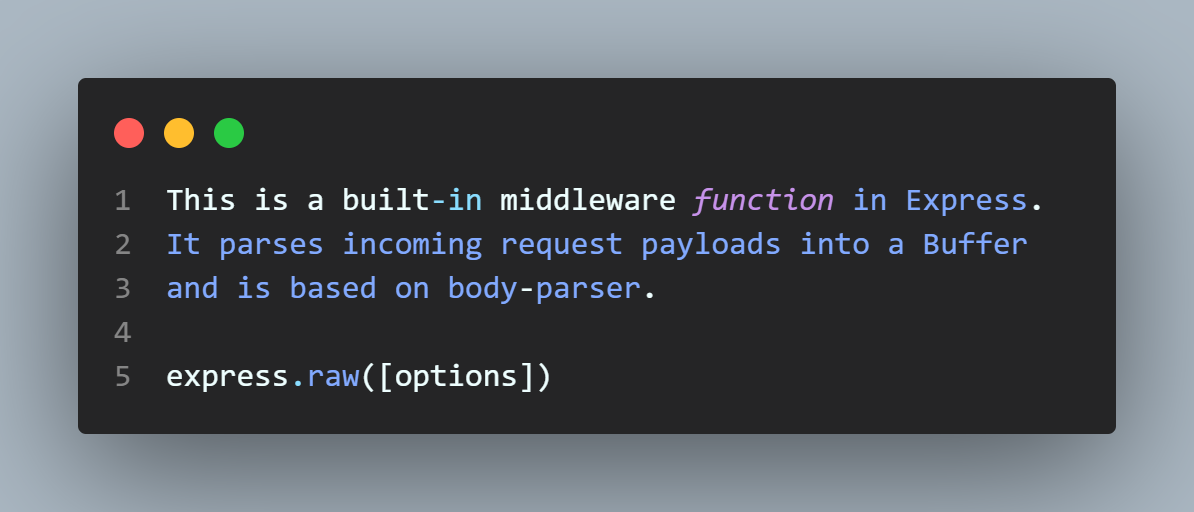 1 This is a built-in middleware function in Express.
2 It parses incoming request payloads into a Buffer
3 and is based on body-parser.
4
5 express.raw([options])